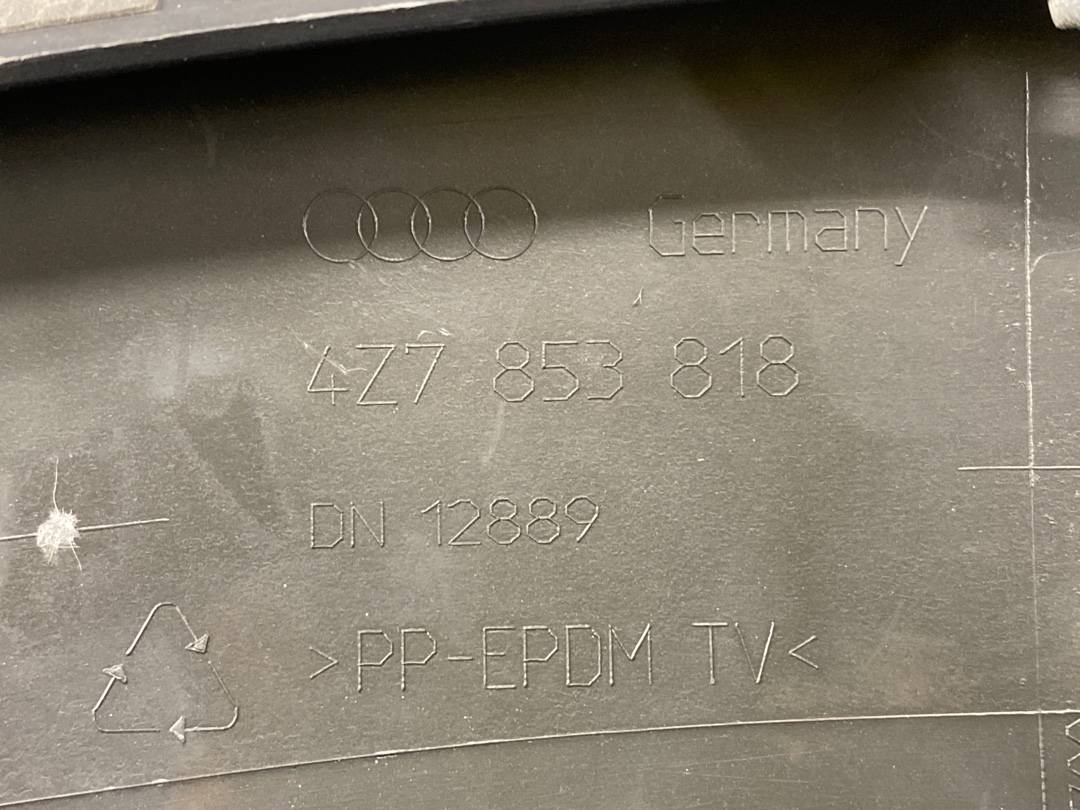 Germany
4Z7 853 818
DN 12889
>PP-EPDM TV<